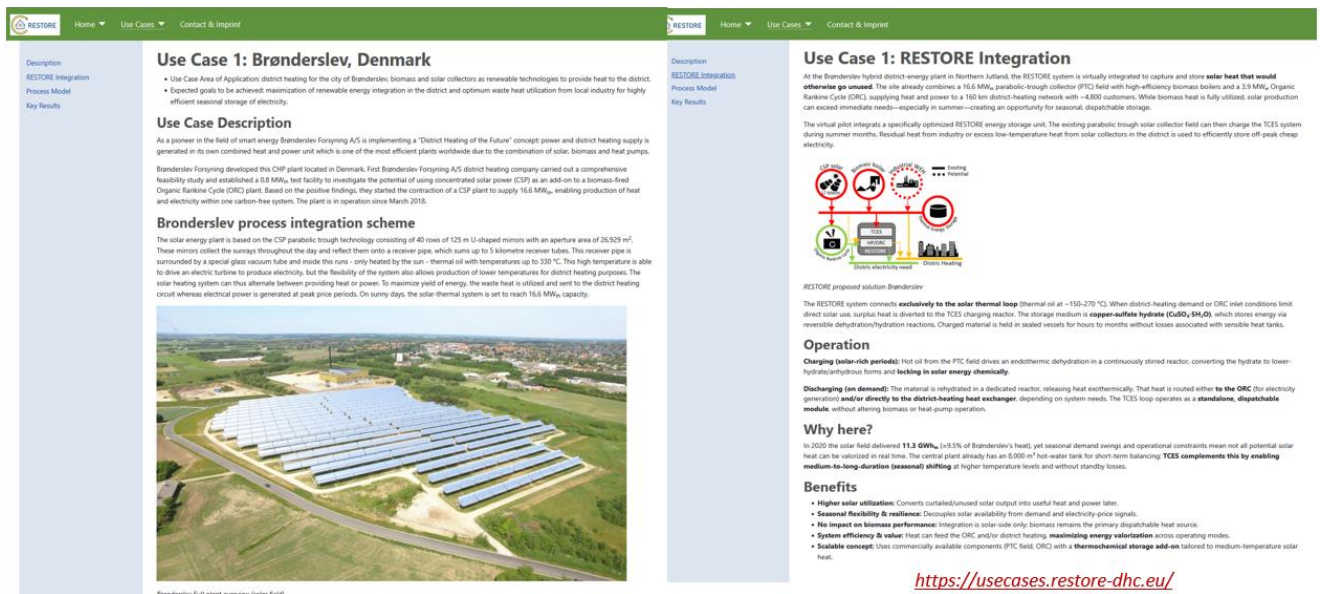 RESTORE Home Use Cases Contact & Imprint
Description
RESTORE Integration
Process Model
Key Results
Use Case 1: Brønderslev, Denmark
• Use Case Area of Application: district heating for the city of Brønderslev, biomass and solar collectors as renewable technologies to provide heat to the district.
• Expected goals to be achieved: maximization of renewable energy integration in the district and optimum waste heat utilization from local industry for highly
efficient seasonal storage of electricity.
Use Case Description
As a pioneer in the field of smart energy Brønderslev Forsyning A/S is implementing a "District Heating of the Future" concept: power and district heating supply is
generated in its own combined heat and power unit which is one of the most efficient plants worldwide due to the combination of solar, biomass and heat pumps.
Brønderslev Forsyning developed this CHP plant located in Denmark. First Brønderslev Forsyning A/S district heating company carried out a comprehensive
feasibility study and established a 0.8 MWth test facility to investigate the potential of using concentrated solar power (CSP) as an add-on to a biomass-fired
Organic Rankine Cycle (ORC) plant. Based on the positive findings, they started the contraction of a CSP plant to supply 16.6 MWth, enabling production of heat
and electricity within one carbon-free system. The plant is in operation since March 2018.
Bronderslev process integration scheme
The solar energy plant is based on the CSP parabolic trough technology consisting of 40 rows of 125 m U-shaped mirrors with an aperture area of 26,929 m².
These mirrors collect the sunrays throughout the day and reflect them onto a receiver pipe, which sums up to 5 kilometre receiver tubes. This receiver pipe is
surrounded by a special glass vacuum tube and inside this runs - only heated by the sun - thermal oil with temperatures up to 330 °C. This high temperature is able
to drive an electric turbine to produce electricity, but the flexibility of the system also allows production of lower temperatures for district heating purposes. The
solar heating system can thus alternate between providing heat or power. To maximize yield of energy, the waste heat is utilized and sent to the district heating
circuit whereas electrical power is generated at peak price periods. On sunny days, the solar-thermal system is set to reach 16.6 MWth capacity.
RESTORE Home Use Cases Contact & Imprint
Description
RESTORE Integration
Process Model
Key Results
Use Case 1: RESTORE Integration
At the Brønderslev hybrid district-energy plant in Northern Jutland, the RESTORE system is virtually integrated to capture and store solar heat that would
otherwise go unused. The site already combines a 16.6 MWth parabolic-trough collector (PTC) field with high-efficiency biomass boilers and a 3.9 MWel Organic
Rankine Cycle (ORC), supplying heat and power to a 160 km district-heating network with ~4,800 customers. While biomass heat is fully utilized, solar production
can exceed immediate needs—especially in summer—creating an opportunity for seasonal, dispatchable storage.
The virtual pilot integrates a specifically optimized RESTORE energy storage unit. The existing parabolic trough solar collector field can then charge the TCES system
during summer months. Residual heat from industry or excess low-temperature heat from solar collectors in the district is used to efficiently store off-peak cheap
electricity.
CSP solar
Biomass Boiler
Industrial WEH
Existing
Potential
Thermal Energy Storage
Organic Rankine Cycle
TCES
HP/ORC
RESTORE
Distric electricity need
Distric Heating
RESTORE proposed solution Brønderslev
The RESTORE system connects exclusively to the solar thermal loop (thermal oil at ~150–270 °C). When district-heating demand or ORC inlet conditions limit
direct solar use, surplus heat is diverted to the TCES charging reactor. The storage medium is copper-sulfate hydrate (CuSO₄·5H₂O), which stores energy via
reversible dehydration/hydration reactions. Charged material is held in sealed vessels for hours to months without losses associated with sensible heat tanks.
Operation
Charging (solar-rich periods): Hot oil from the PTC field drives an endothermic dehydration in a continuously stirred reactor, converting the hydrate to lower-
hydrate/anhydrous forms and locking in solar energy chemically.
Discharging (on demand): The material is rehydrated in a dedicated reactor, releasing heat exothermically. That heat is routed either to the ORC (for electricity
generation) and/or directly to the district-heating heat exchanger, depending on system needs. The TCES loop operates as a standalone, dispatchable
module, without altering biomass or heat-pump operation.
Why here?
In 2020 the solar field delivered 11.3 GWhth (≈9.5% of Brønderslev's heat), yet seasonal demand swings and operational constraints mean not all potential solar
heat can be valorized in real time. The central plant already has an 8,000 m³ hot-water tank for short-term balancing; TCES complements this by enabling
medium-to-long-duration (seasonal) shifting at higher temperature levels and without standby losses.
Benefits
• Higher solar utilization: Converts curtailed/unused solar output into useful heat and power later.
• Seasonal flexibility & resilience: Decouples solar availability from demand and electricity-price signals.
• No impact on biomass performance: Integration is solar-side only; biomass remains the primary dispatchable heat source.
• System efficiency & value: Heat can feed the ORC and/or district heating, maximizing energy valorization across operating modes.
• Scalable concept: Uses commercially available components (PTC field, ORC) with a thermochemical storage add-on tailored to medium-temperature solar
heat.
https://usecases.restore-dhc.eu/